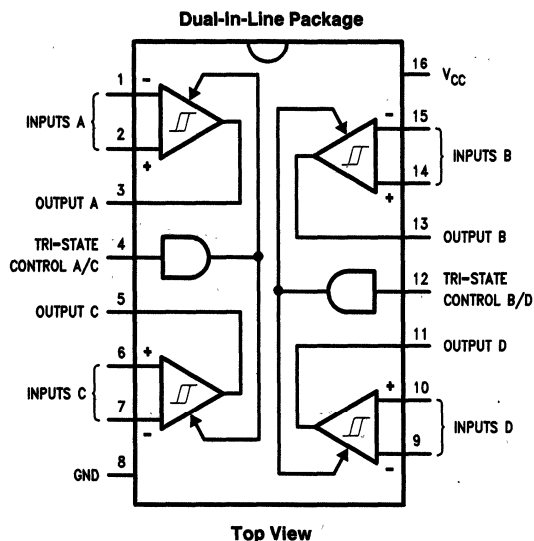 Dual-In-Line Package
1 -
INPUTS A
2
+
OUTPUT A
3
TRI-STATE
CONTROL A/C
4
OUTPUT C
5
6 +
INPUTS C
7
-
GND
8
16
VCC
- 15
INPUTS B
14
+
13
OUTPUT B
12
TRI-STATE
CONTROL B/D
11
OUTPUT D
+ 10
INPUTS D
9
-
Top View